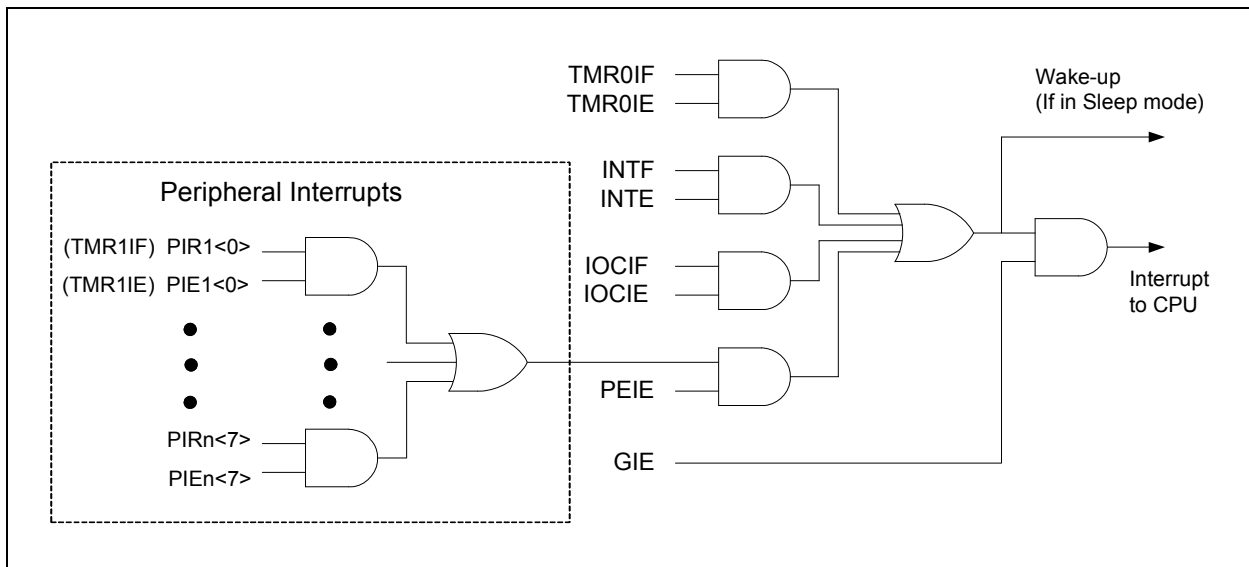 TMR0IF
TMR0IE
Wake-up
(If in Sleep mode)
INTF
INTE
Peripheral Interrupts
(TMR1IF) PIR1<0>
(TMR1IE) PIE1<0>
IOCIF
IOCIE
Interrupt
to CPU
PEIE
PIRn<7>
PIEn<7>
GIE